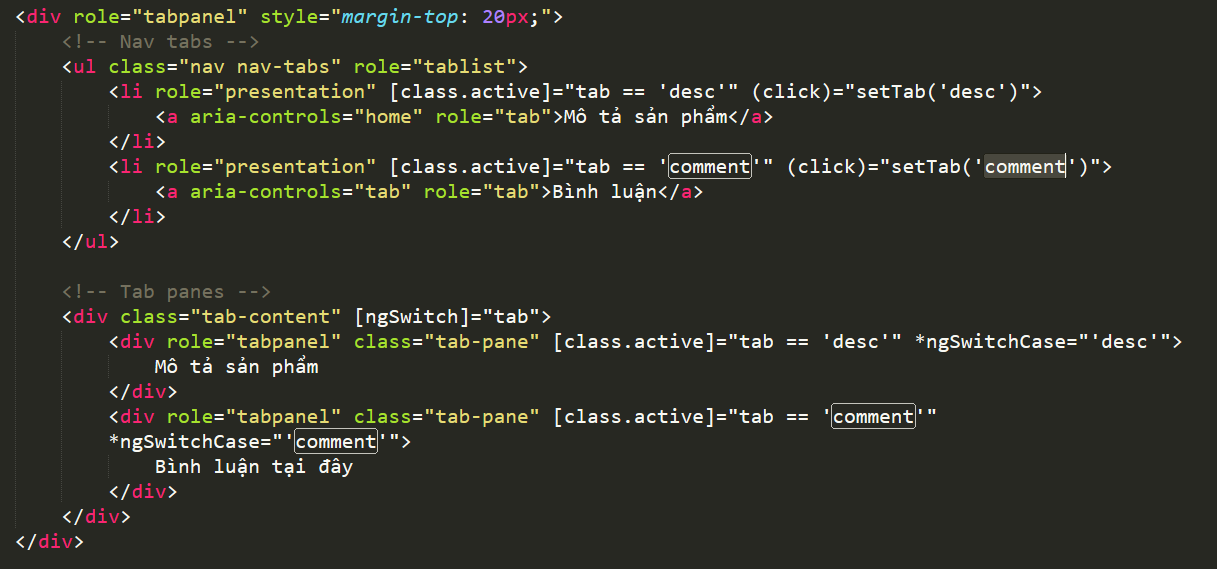 <div role="tabpanel" style="margin-top: 20px;">
    <!-- Nav tabs -->
    <ul class="nav nav-tabs" role="tablist">
        <li role="presentation" [class.active]="tab == 'desc'" (click)="setTab('desc')">
            <a aria-controls="home" role="tab">Mô tả sản phẩm</a>
        </li>
        <li role="presentation" [class.active]="tab == 'comment'" (click)="setTab('comment')">
            <a aria-controls="tab" role="tab">Bình luận</a>
        </li>
    </ul>

    <!-- Tab panes -->
    <div class="tab-content" [ngSwitch]="tab">
        <div role="tabpanel" class="tab-pane" [class.active]="tab == 'desc'" *ngSwitchCase="'desc'">
            Mô tả sản phẩm
        </div>
        <div role="tabpanel" class="tab-pane" [class.active]="tab == 'comment'"
        *ngSwitchCase="'comment'">
            Bình luận tại đây
        </div>
    </div>
</div>